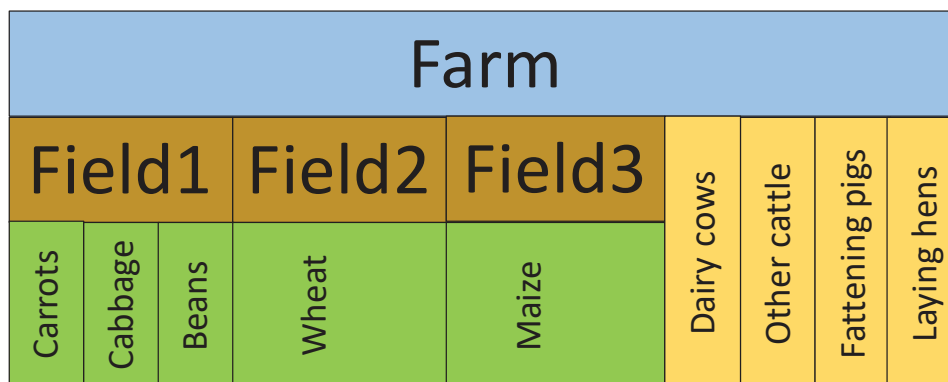 Farm
Field1
Field2
Field3
Carrots
Cabbage
Beans
Wheat
Maize
Dairy cows
Other cattle
Fattening pigs
Laying hens